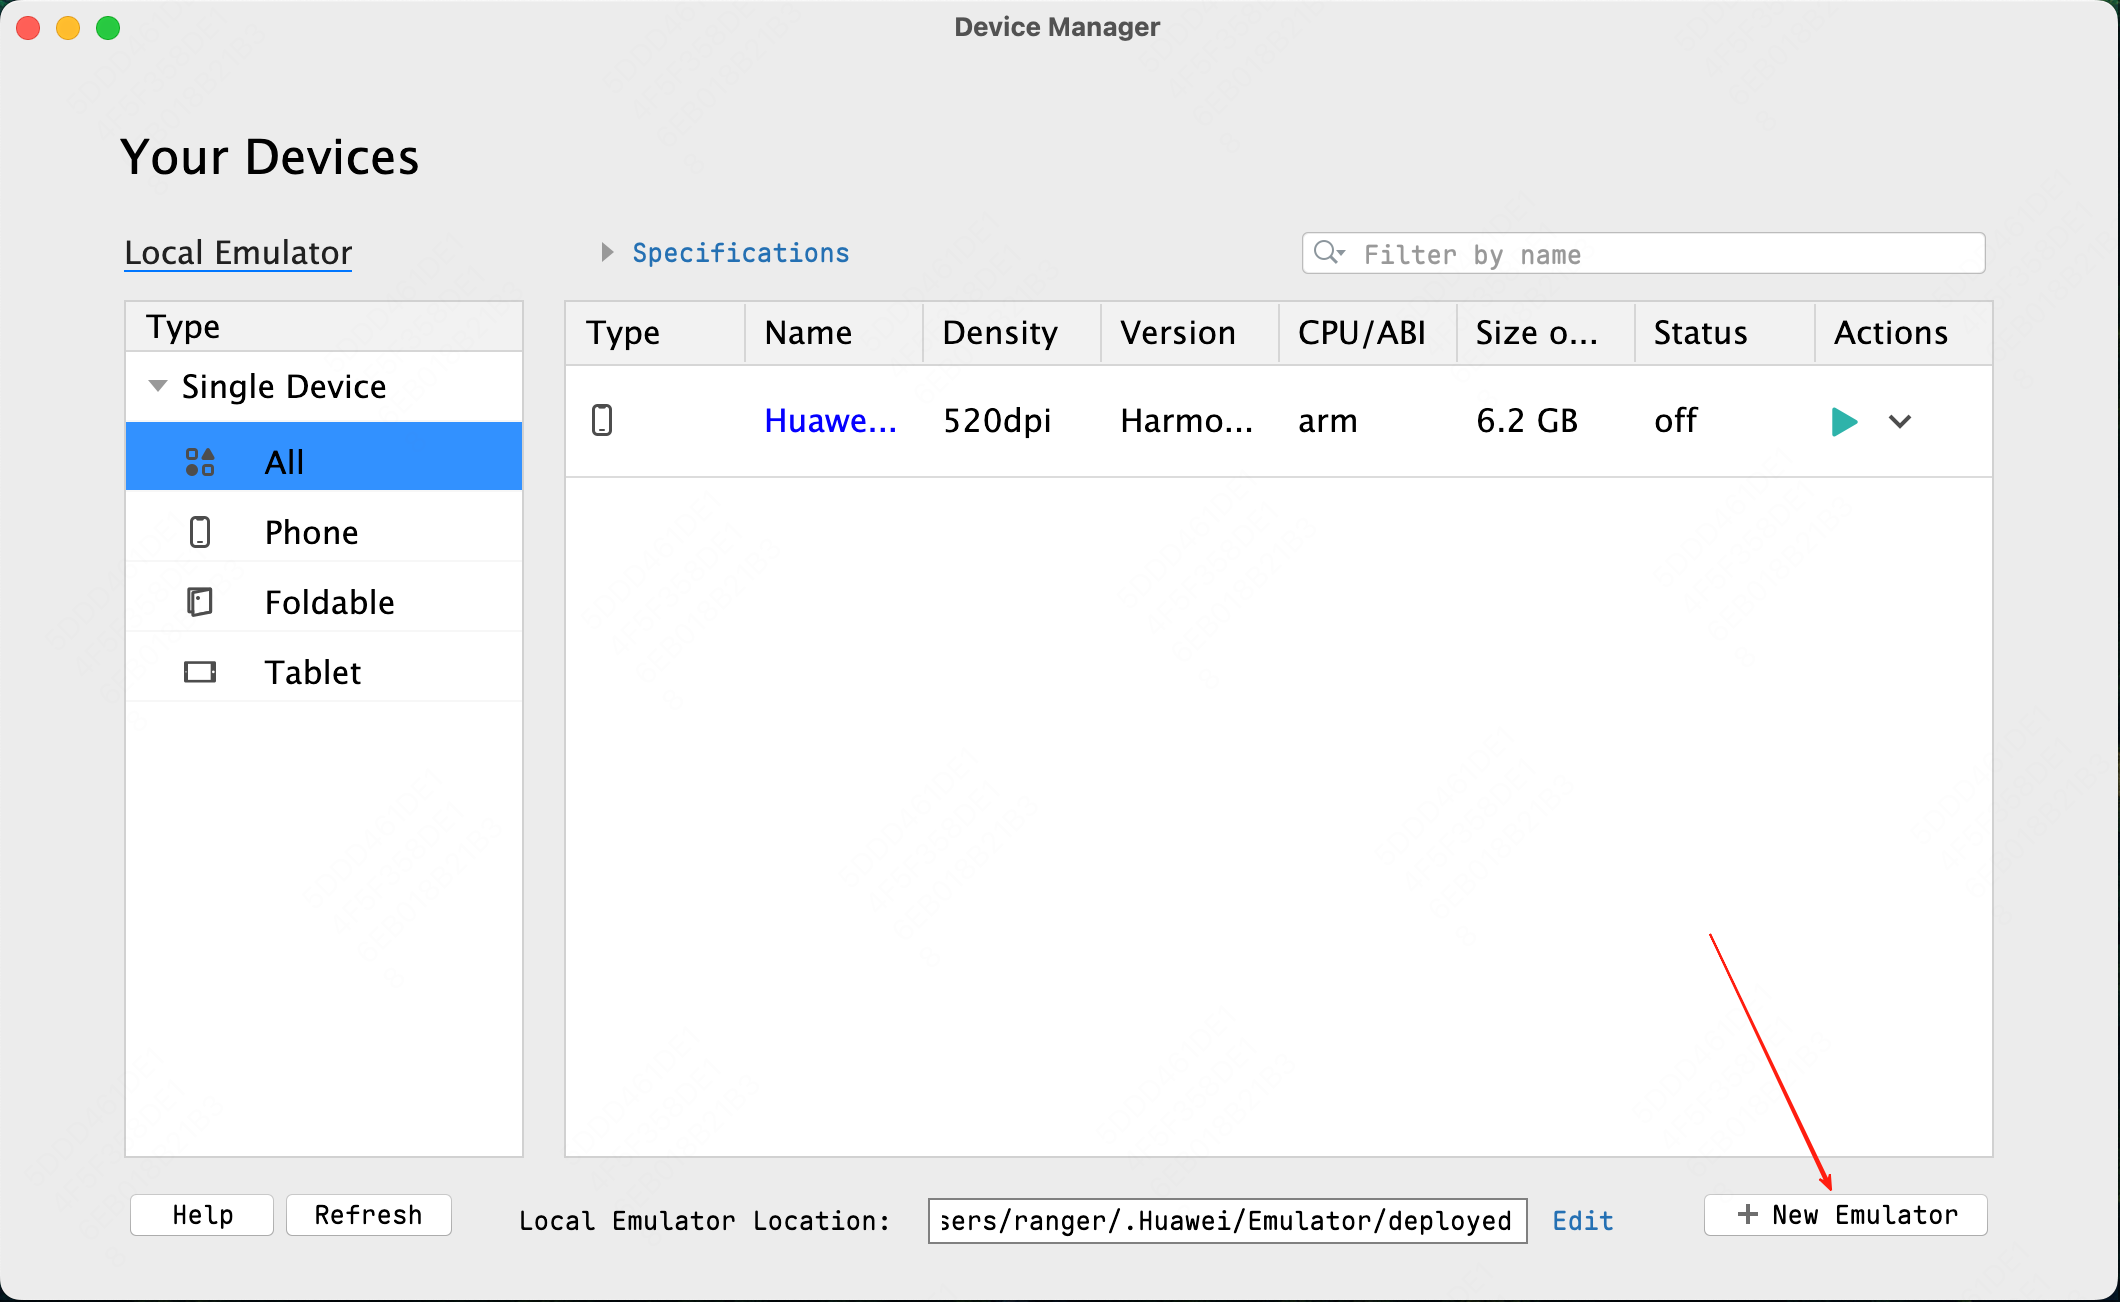 Device Manager
Your Devices
Local Emulator
Specifications
Filter by name
Type
Single Device
All
Phone
Foldable
Tablet
Type Name Density Version CPU/ABI Size o... Status Actions
Huawe... 520dpi Harmo... arm 6.2 GB off
Help Refresh Local Emulator Location: sers/ranger/.Huawei/Emulator/deployed Edit + New Emulator